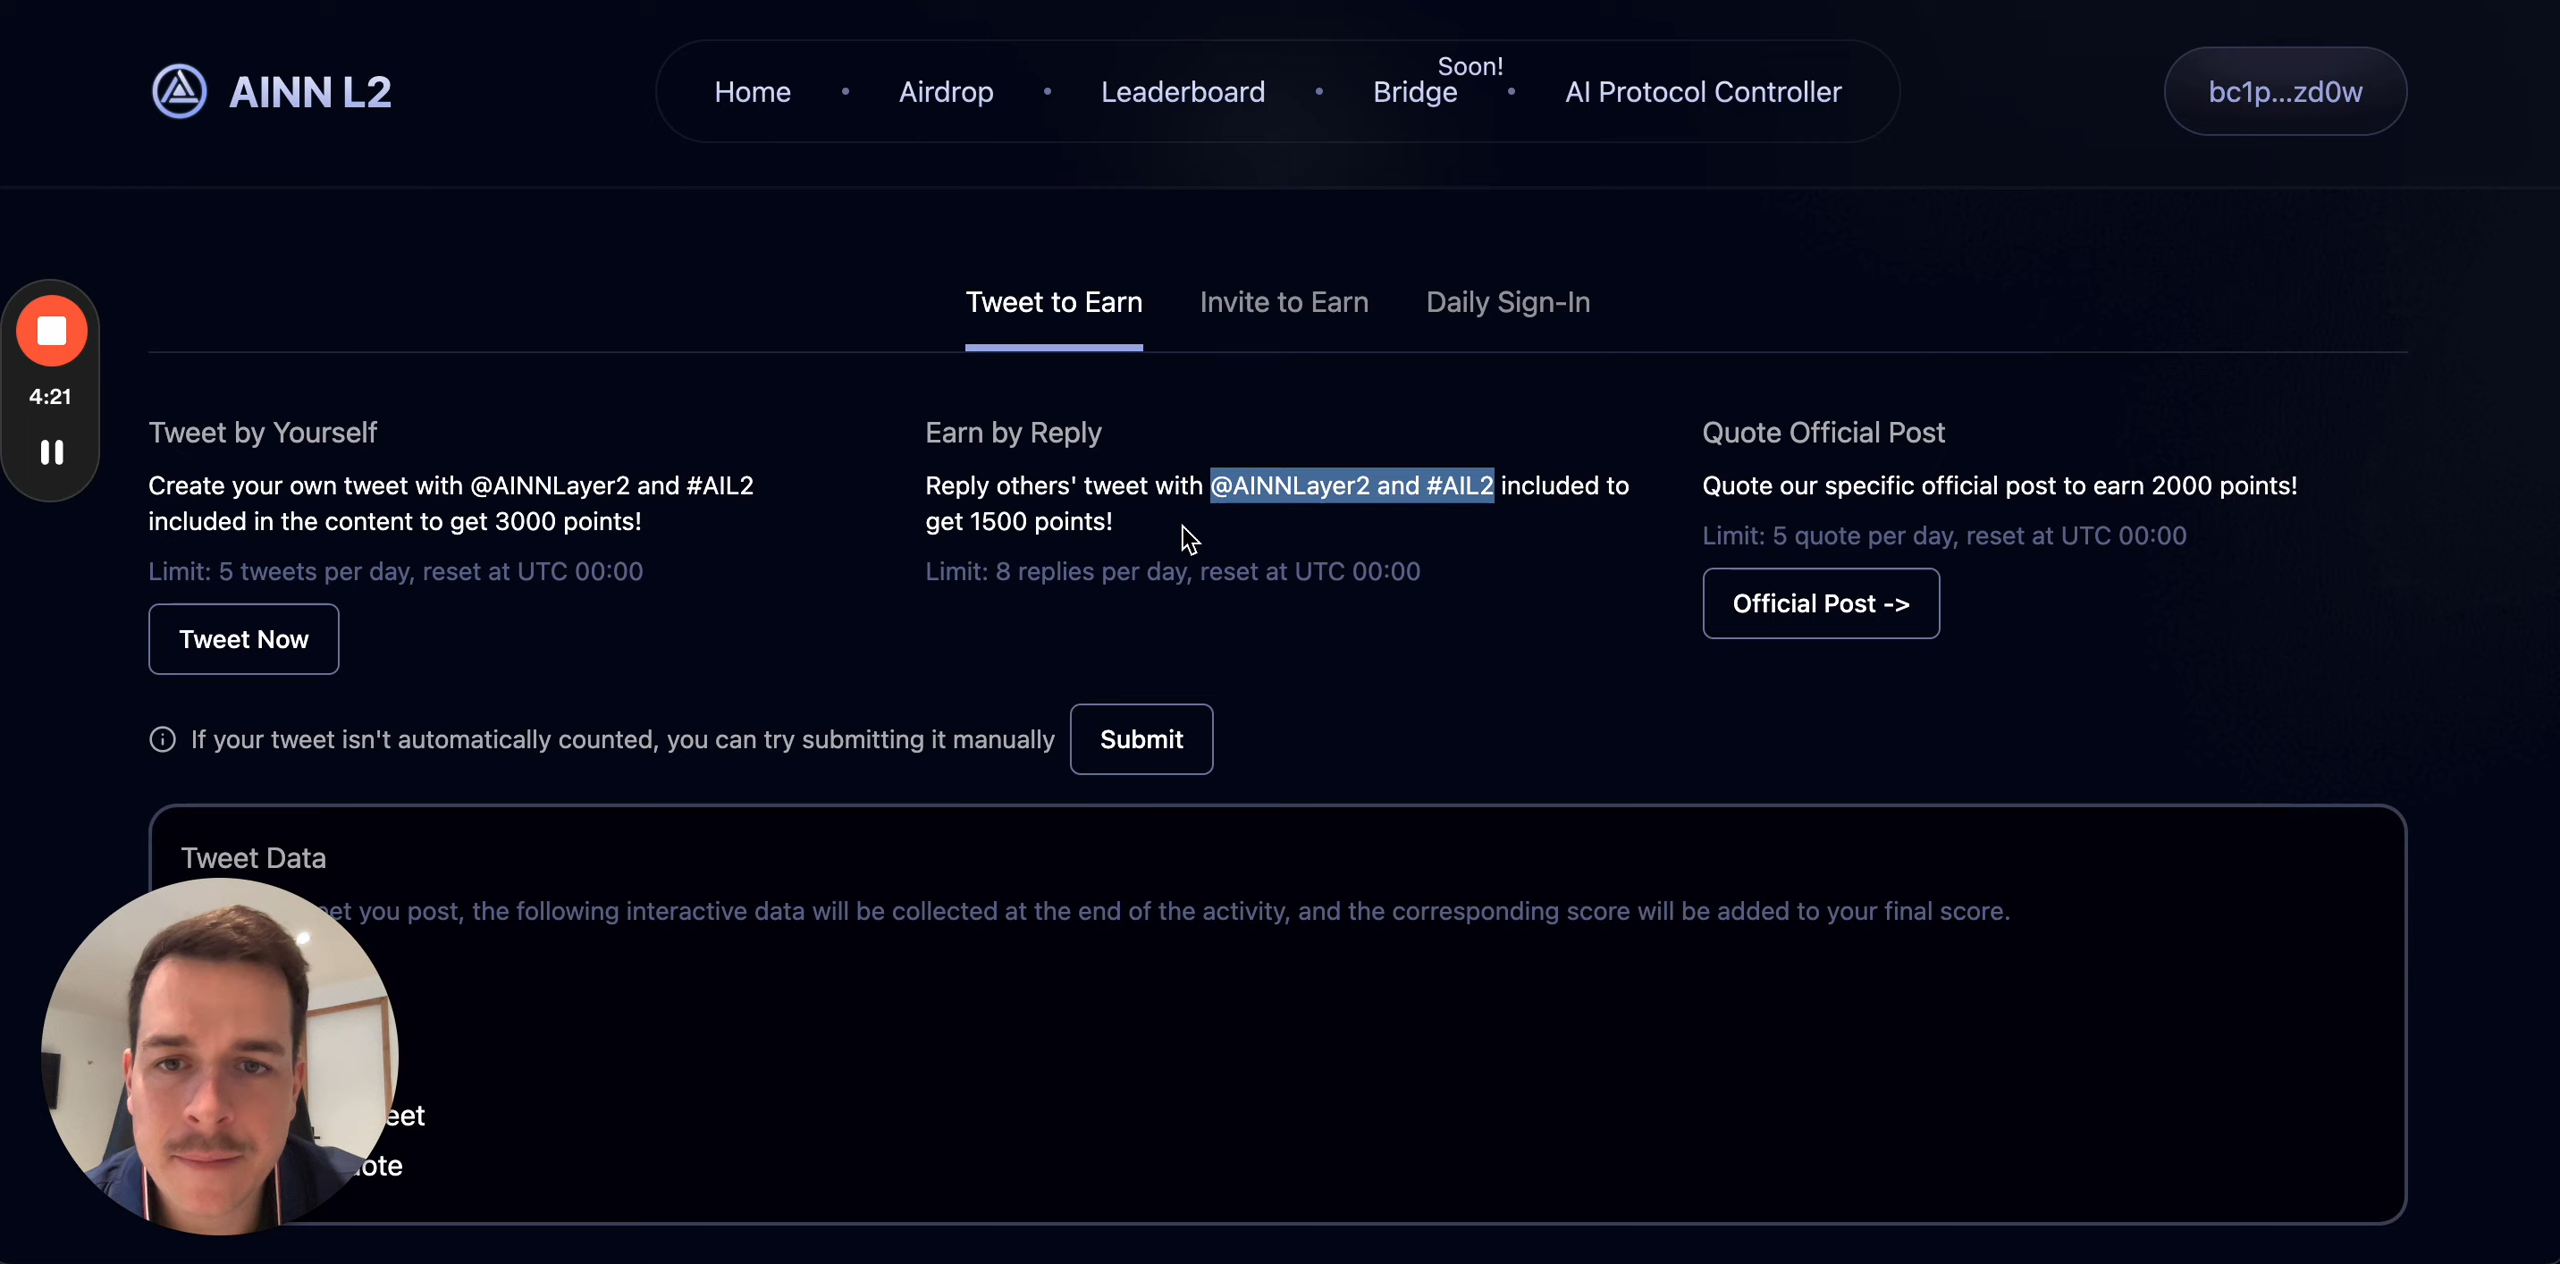 AINN L2
Home
Airdrop
Leaderboard
Bridge
Soon!
AI Protocol Controller
bc1p...zd0w
Tweet to Earn
Invite to Earn
Daily Sign-In
4:21
Tweet by Yourself
Create your own tweet with @AINNLayer2 and #AIL2
included in the content to get 3000 points!
Limit: 5 tweets per day, reset at UTC 00:00
Tweet Now
Earn by Reply
Reply others' tweet with @AINNLayer2 and #AIL2 included to
get 1500 points!
Limit: 8 replies per day, reset at UTC 00:00
Quote Official Post
Quote our specific official post to earn 2000 points!
Limit: 5 quote per day, reset at UTC 00:00
Official Post ->
If your tweet isn't automatically counted, you can try submitting it manually
Submit
Tweet Data
you post, the following interactive data will be collected at the end of the activity, and the corresponding score will be added to your final score.